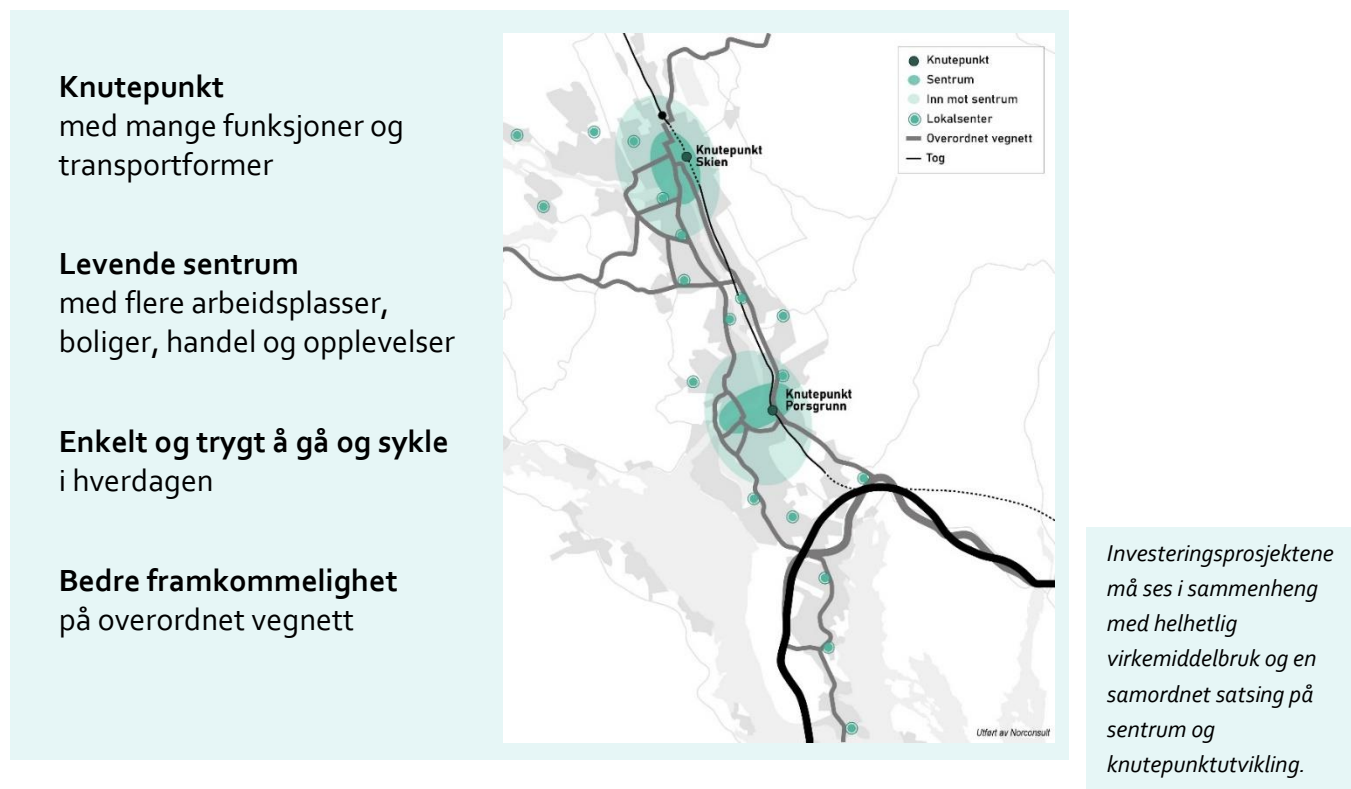 Knutepunkt
med mange funksjoner og
transportformer
Levende sentrum
med flere arbeidsplasser,
boliger, handel og opplevelser
Enkelt og trygt å gå og sykle
i hverdagen
Bedre framkommelighet
på overordnet vegnett
Knutepunkt
Sentrum
Inn mot sentrum
Lokalsenter
Overordnet vegnett
Tog
Knutepunkt
Skien
Knutepunkt
Porsgrunn
Utført av Norconsult
Investeringsprosjektene
må ses i sammenheng
med helhetlig
virkemiddelbruk og en
samordnet satsing på
sentrum og
knutepunktutvikling.